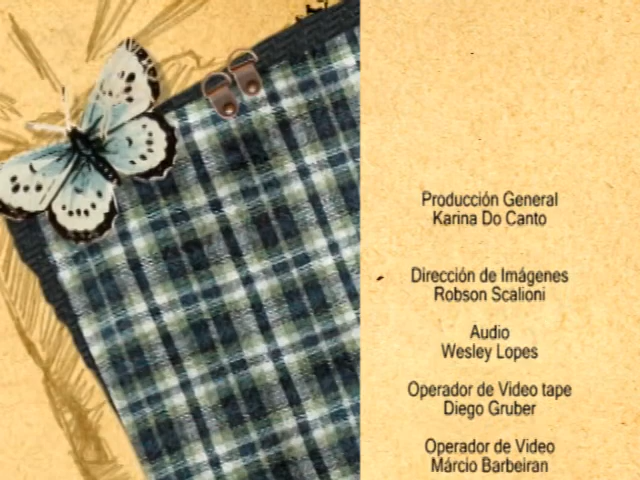 Producción General
Karina Do Canto
Dirección de Imágenes
Robson Scalioni
Audio
Wesley Lopes
Operador de Video tape
Diego Gruber
Operador de Video
Márcio Barbeiran